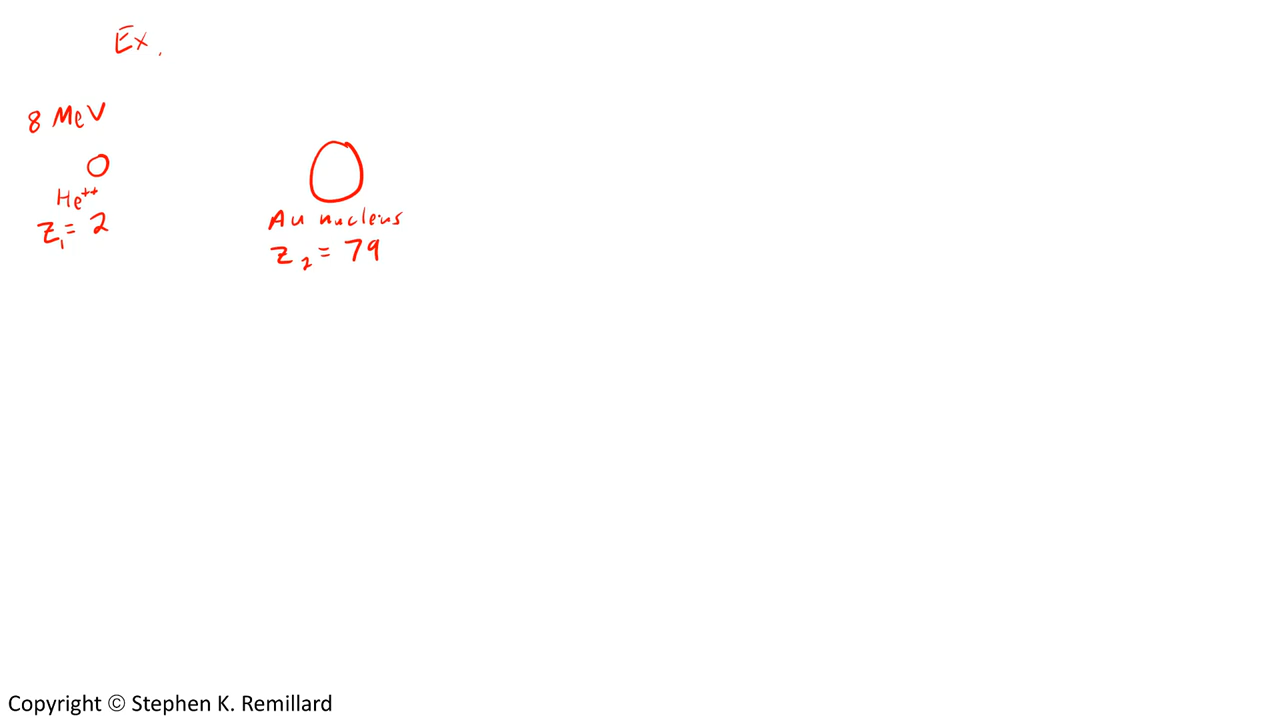 Ex.
8 MeV
He++
Z1 = 2
Au nucleus
Z2 = 79
Copyright © Stephen K. Remillard